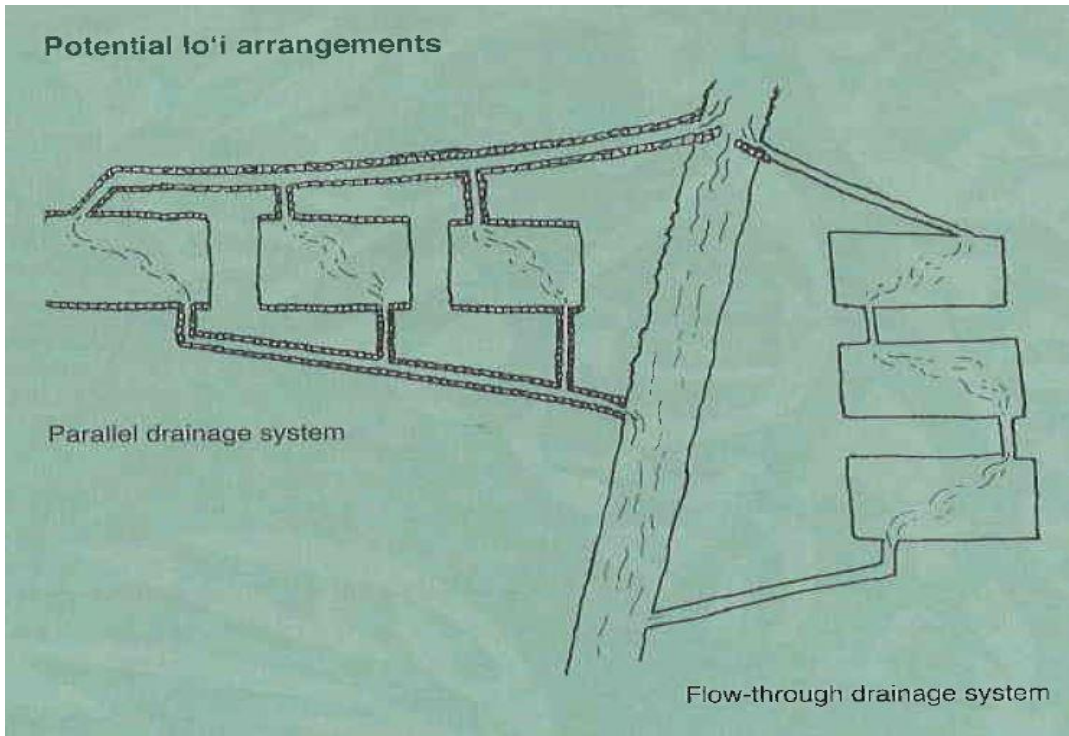 Potential lo‘i arrangements
Parallel drainage system
Flow-through drainage system